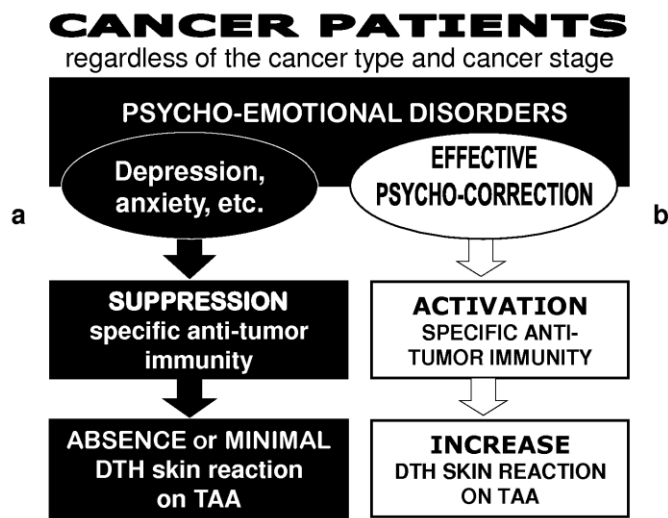 CANCER PATIENTS
regardless of the cancer type and cancer stage
PSYCHO-EMOTIONAL DISORDERS
a
Depression,
anxiety, etc.
SUPPRESSION
specific anti-tumor
immunity
ABSENCE or MINIMAL
DTH skin reaction
on TAA
EFFECTIVE
PSYCHO-CORRECTION
b
ACTIVATION
SPECIFIC ANTI-
TUMOR IMMUNITY
INCREASE
DTH SKIN REACTION
ON TAA